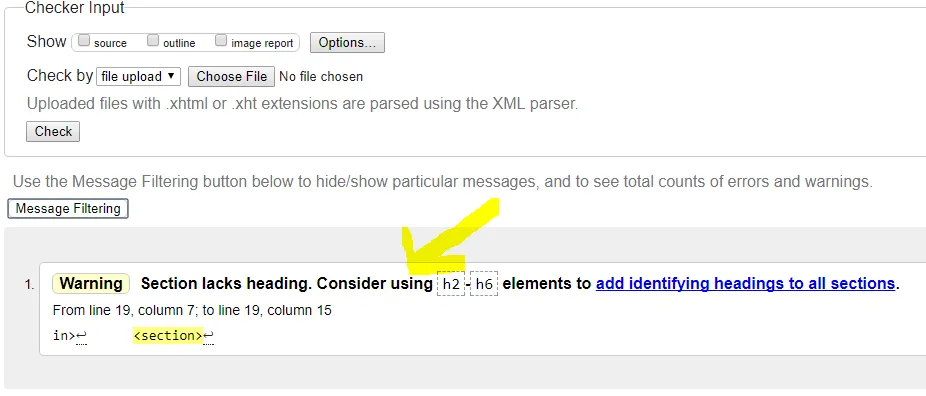 Checker Input
Show source outline image report Options...
Check by file upload ▼ Choose File No file chosen
Uploaded files with .xhtml or .xht extensions are parsed using the XML parser.
Check
Use the Message Filtering button below to hide/show particular messages, and to see total counts of errors and warnings.
Message Filtering
1. Warning Section lacks heading. Consider using h2-h6 elements to add identifying headings to all sections.
From line 19, column 7; to line 19, column 15
in>↩ <section>↩